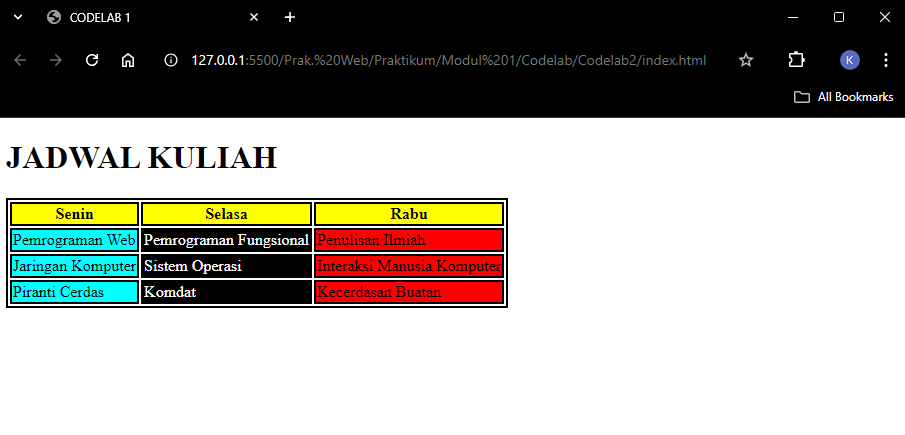 CODELAB 1
127.0.0.1:5500/Prak.%20Web/Praktikum/Modul%201/Codelab/Codelab2/index.html
K
All Bookmarks
JADWAL KULIAH
Senin Selasa Rabu
Pemrograman Web Pemrograman Fungsional Penulisan Ilmiah
Jaringan Komputer Sistem Operasi Interaksi Manusia Komputer
Piranti Cerdas Komdat Kecerdasan Buatan